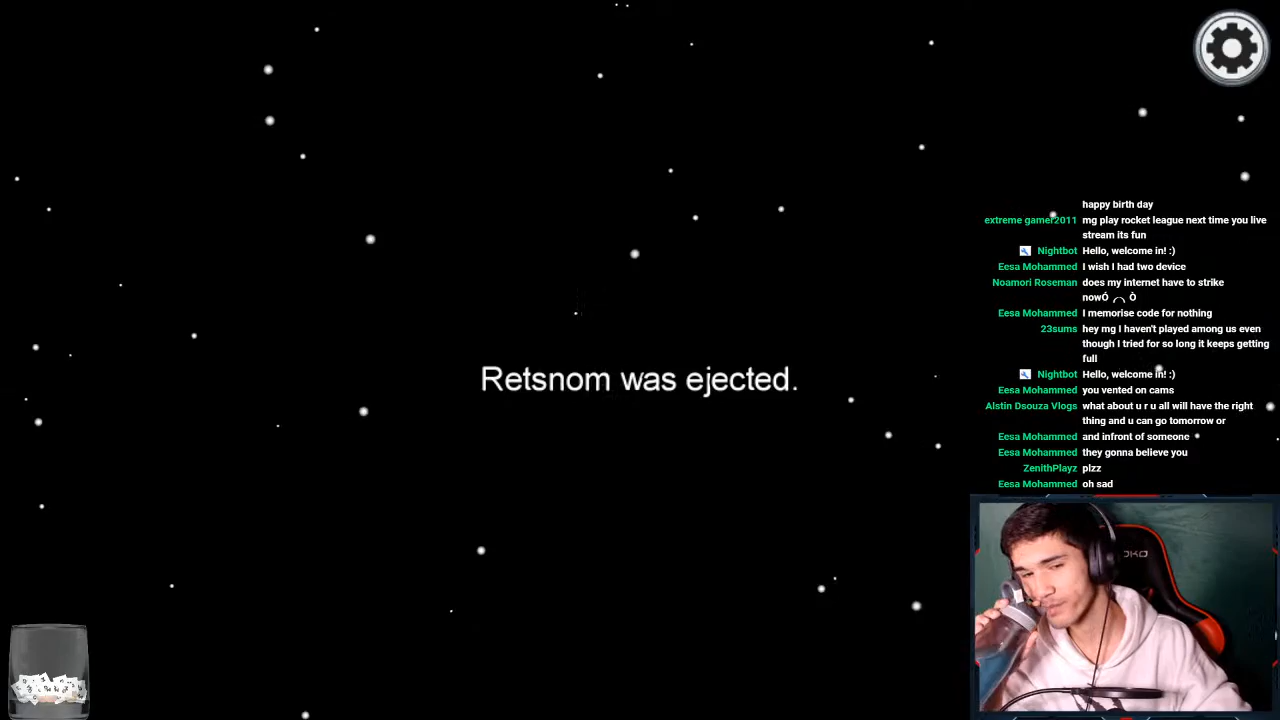 happy birth day
extreme gamer2011 mg play rocket league next time you live
stream its fun
Nightbot Hello, welcome in! :)
Eesa Mohammed I wish I had two device
Noamori Roseman does my internet have to strike
nowÓ ︵ Ò
Eesa Mohammed I memorise code for nothing
23sums hey mg I haven't played among us even
though I tried for so long it keeps getting
full
Nightbot Hello, welcome in! :)
Eesa Mohammed you vented on cams
Alstin Dsouza Vlogs what about u r u all will have the right
thing and u can go tomorrow or
Eesa Mohammed and infront of someone
Eesa Mohammed they gonna believe you
ZenithPlayz plzz
Eesa Mohammed oh sad
Retsnom was ejected.
OKO